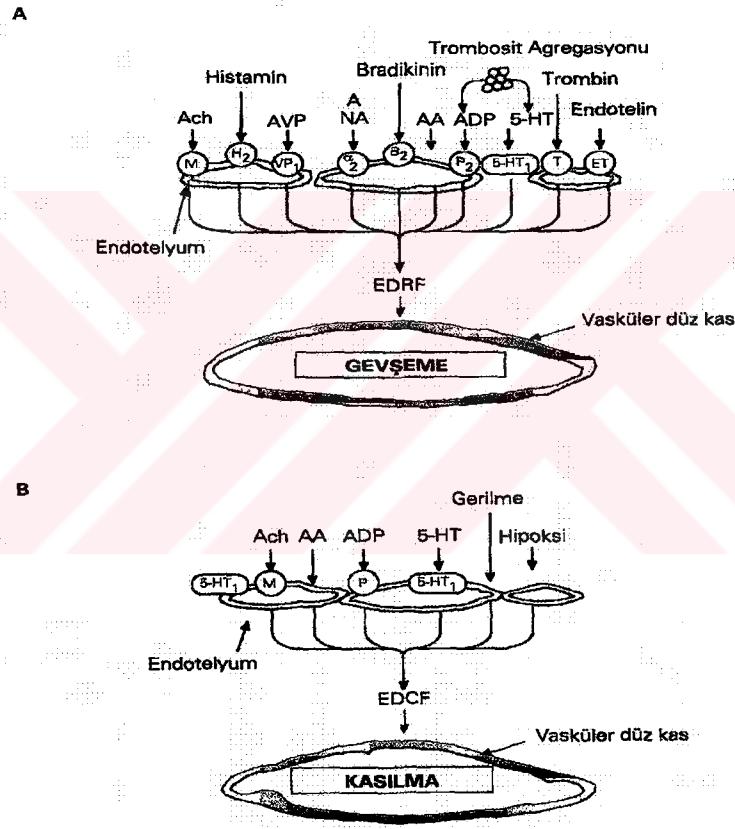 A
Trombosit Agregasyonu
Histamin Bradikinin Trombin
Ach AVP A NA AA ADP 5-HT Endotelin
M H2 VP1 α2 B2 P2 5-HT1 T ET
Endotelyum
EDRF
Vasküler düz kas
GEVŞEME
B
Gerilme
Ach AA ADP 5-HT Hipoksi
5-HT1 M P 5-HT1
Endotelyum
EDCF
Vasküler düz kas
KASILMA